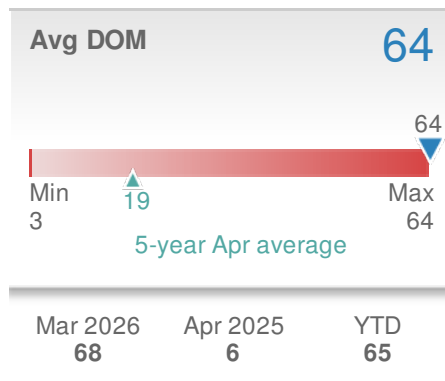 Avg DOM 64
64
Min Max
3 19 64
5-year Apr average
Mar 2026 Apr 2025 YTD
68 6 65